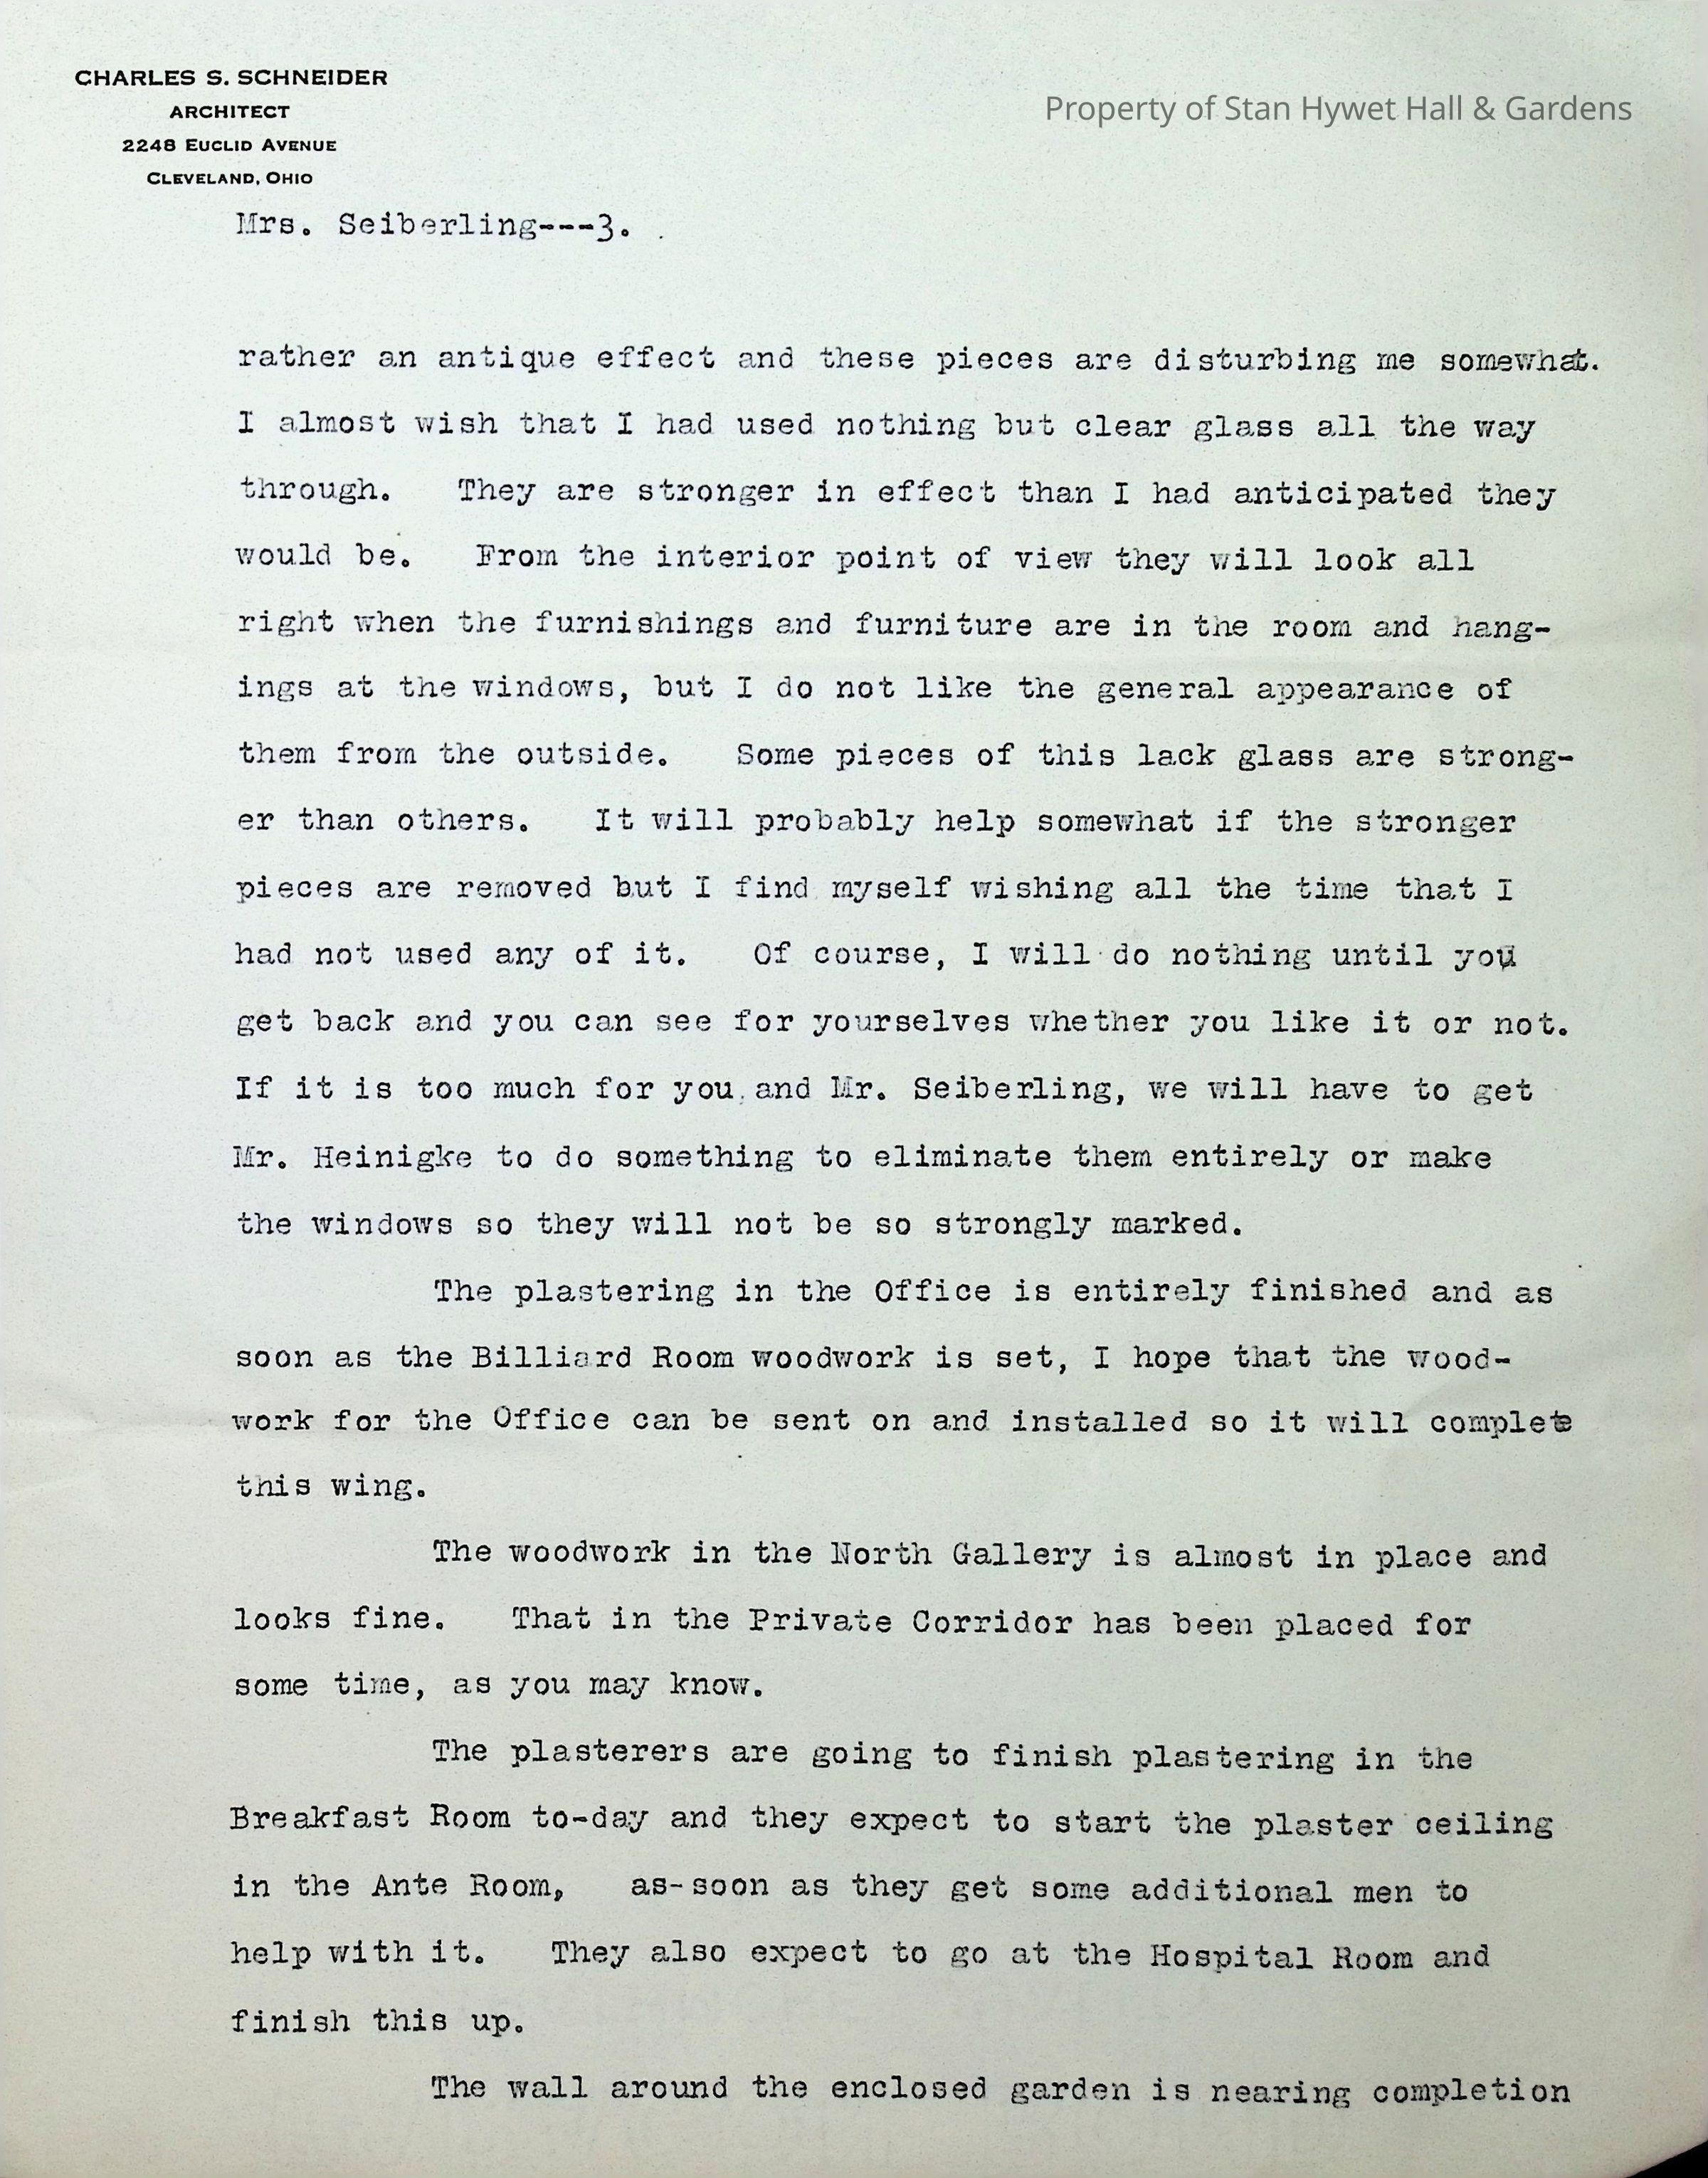 CHARLES S. SCHNEIDER
ARCHITECT
2248 EUCLID AVENUE
CLEVELAND, OHIO
Property of Stan Hywet Hall & Gardens
Mrs. Seiberling---3.
rather an antique effect and these pieces are disturbing me somewhat.
I almost wish that I had used nothing but clear glass all the way
through. They are stronger in effect than I had anticipated they
would be. From the interior point of view they will look all
right when the furnishings and furniture are in the room and hang-
ings at the windows, but I do not like the general appearance of
them from the outside. Some pieces of this lack glass are strong-
er than others. It will probably help somewhat if the stronger
pieces are removed but I find myself wishing all the time that I
had not used any of it. Of course, I will do nothing until you
get back and you can see for yourselves whether you like it or not.
If it is too much for you and Mr. Seiberling, we will have to get
Mr. Heinigke to do something to eliminate them entirely or make
the windows so they will not be so strongly marked.
The plastering in the Office is entirely finished and as
soon as the Billiard Room woodwork is set, I hope that the wood-
work for the Office can be sent on and installed so it will complete
this wing.
The woodwork in the North Gallery is almost in place and
looks fine. That in the Private Corridor has been placed for
some time, as you may know.
The plasterers are going to finish plastering in the
Breakfast Room to-day and they expect to start the plaster ceiling
in the Ante Room, as-soon as they get some additional men to
help with it. They also expect to go at the Hospital Room and
finish this up.
The wall around the enclosed garden is nearing completion